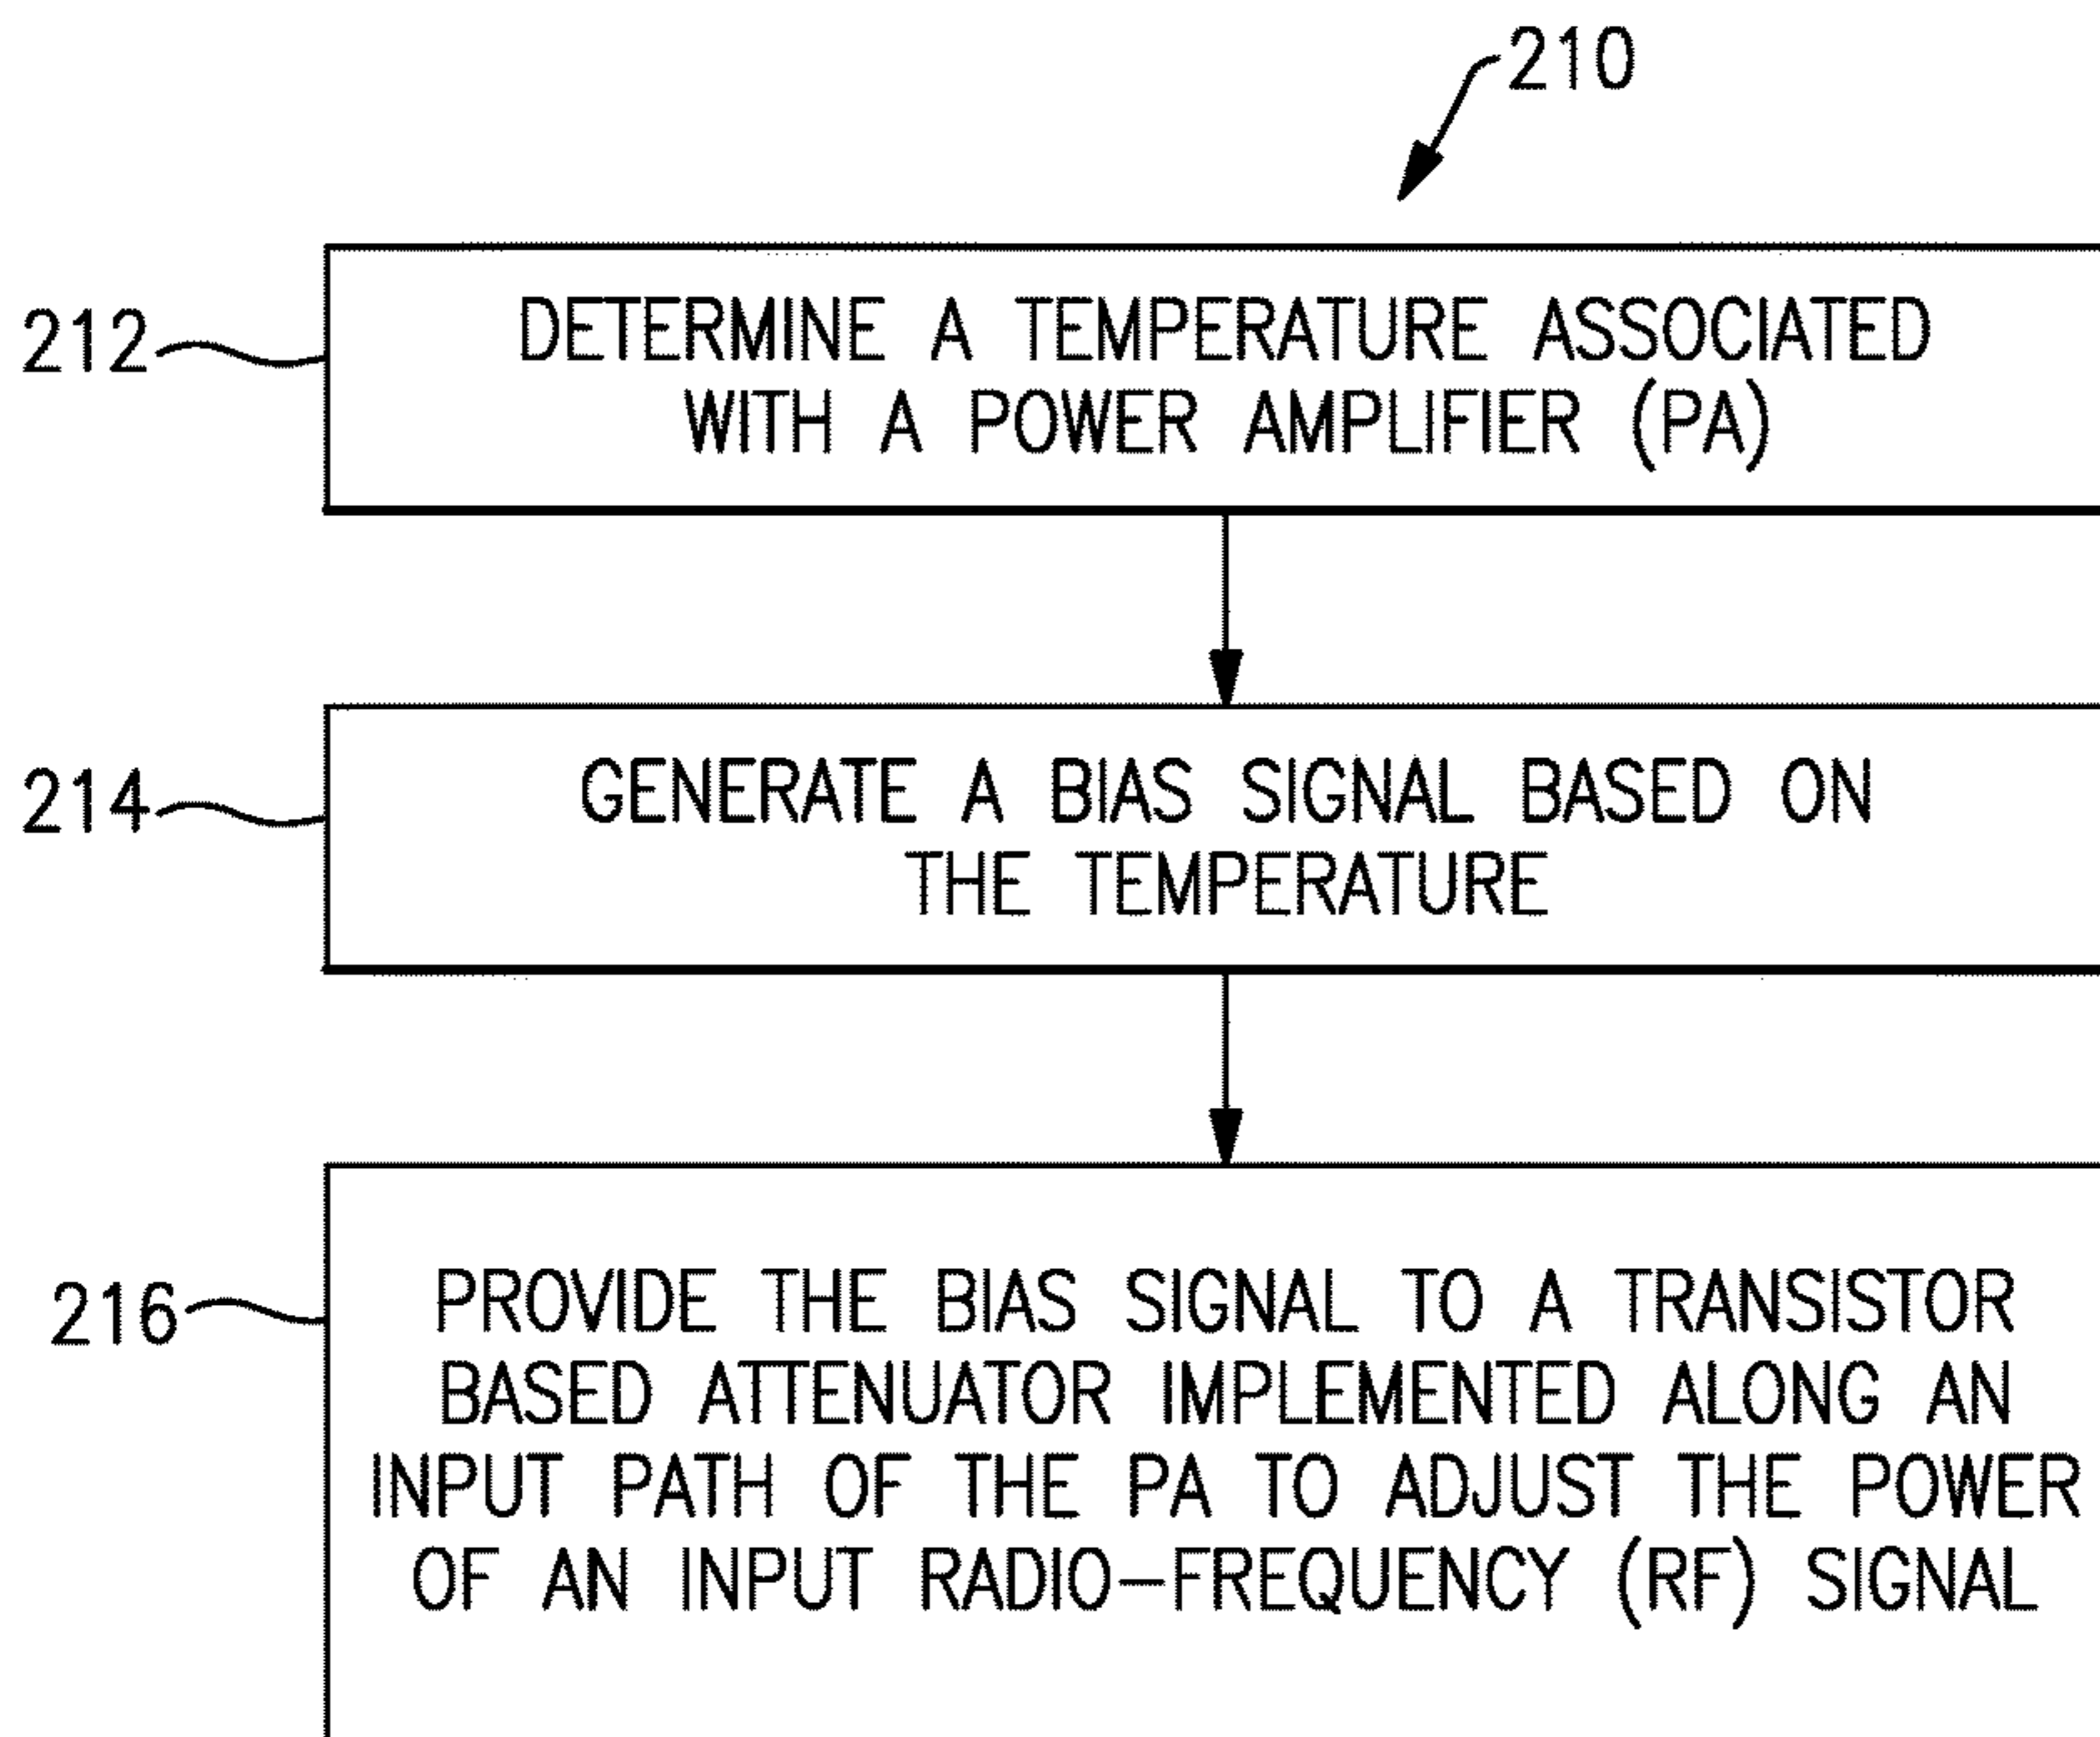 210
212
DETERMINE A TEMPERATURE ASSOCIATED
WITH A POWER AMPLIFIER (PA)
214
GENERATE A BIAS SIGNAL BASED ON
THE TEMPERATURE
216
PROVIDE THE BIAS SIGNAL TO A TRANSISTOR
BASED ATTENUATOR IMPLEMENTED ALONG AN
INPUT PATH OF THE PA TO ADJUST THE POWER
OF AN INPUT RADIO-FREQUENCY (RF) SIGNAL